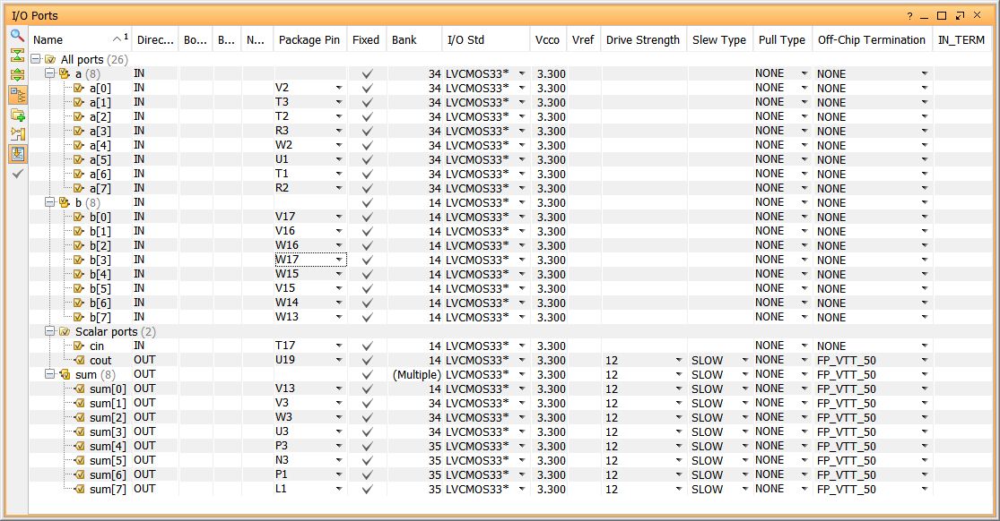 I/O Ports ?
Name 1 Direc... Bo... B... N... Package Pin Fixed Bank I/O Std Vcco Vref Drive Strength Slew Type Pull Type Off-Chip Termination IN_TERM
All ports (26)
a (8) IN 34 LVCMOS33* 3.300 NONE NONE
a[0] IN V2 34 LVCMOS33* 3.300 NONE NONE
a[1] IN T3 34 LVCMOS33* 3.300 NONE NONE
a[2] IN T2 34 LVCMOS33* 3.300 NONE NONE
a[3] IN R3 34 LVCMOS33* 3.300 NONE NONE
a[4] IN W2 34 LVCMOS33* 3.300 NONE NONE
a[5] IN U1 34 LVCMOS33* 3.300 NONE NONE
a[6] IN T1 34 LVCMOS33* 3.300 NONE NONE
a[7] IN R2 34 LVCMOS33* 3.300 NONE NONE
b (8) IN 14 LVCMOS33* 3.300 NONE NONE
b[0] IN V17 14 LVCMOS33* 3.300 NONE NONE
b[1] IN V16 14 LVCMOS33* 3.300 NONE NONE
b[2] IN W16 14 LVCMOS33* 3.300 NONE NONE
b[3] IN W17 14 LVCMOS33* 3.300 NONE NONE
b[4] IN W15 14 LVCMOS33* 3.300 NONE NONE
b[5] IN V15 14 LVCMOS33* 3.300 NONE NONE
b[6] IN W14 14 LVCMOS33* 3.300 NONE NONE
b[7] IN W13 14 LVCMOS33* 3.300 NONE NONE
Scalar ports (2)
cin IN T17 14 LVCMOS33* 3.300 NONE NONE
cout OUT U19 14 LVCMOS33* 3.300 12 SLOW NONE FP_VTT_50
sum (8) OUT (Multiple) LVCMOS33* 3.300 12 SLOW NONE FP_VTT_50
sum[0] OUT V13 14 LVCMOS33* 3.300 12 SLOW NONE FP_VTT_50
sum[1] OUT V3 34 LVCMOS33* 3.300 12 SLOW NONE FP_VTT_50
sum[2] OUT W3 34 LVCMOS33* 3.300 12 SLOW NONE FP_VTT_50
sum[3] OUT U3 34 LVCMOS33* 3.300 12 SLOW NONE FP_VTT_50
sum[4] OUT P3 35 LVCMOS33* 3.300 12 SLOW NONE FP_VTT_50
sum[5] OUT N3 35 LVCMOS33* 3.300 12 SLOW NONE FP_VTT_50
sum[6] OUT P1 35 LVCMOS33* 3.300 12 SLOW NONE FP_VTT_50
sum[7] OUT L1 35 LVCMOS33* 3.300 12 SLOW NONE FP_VTT_50